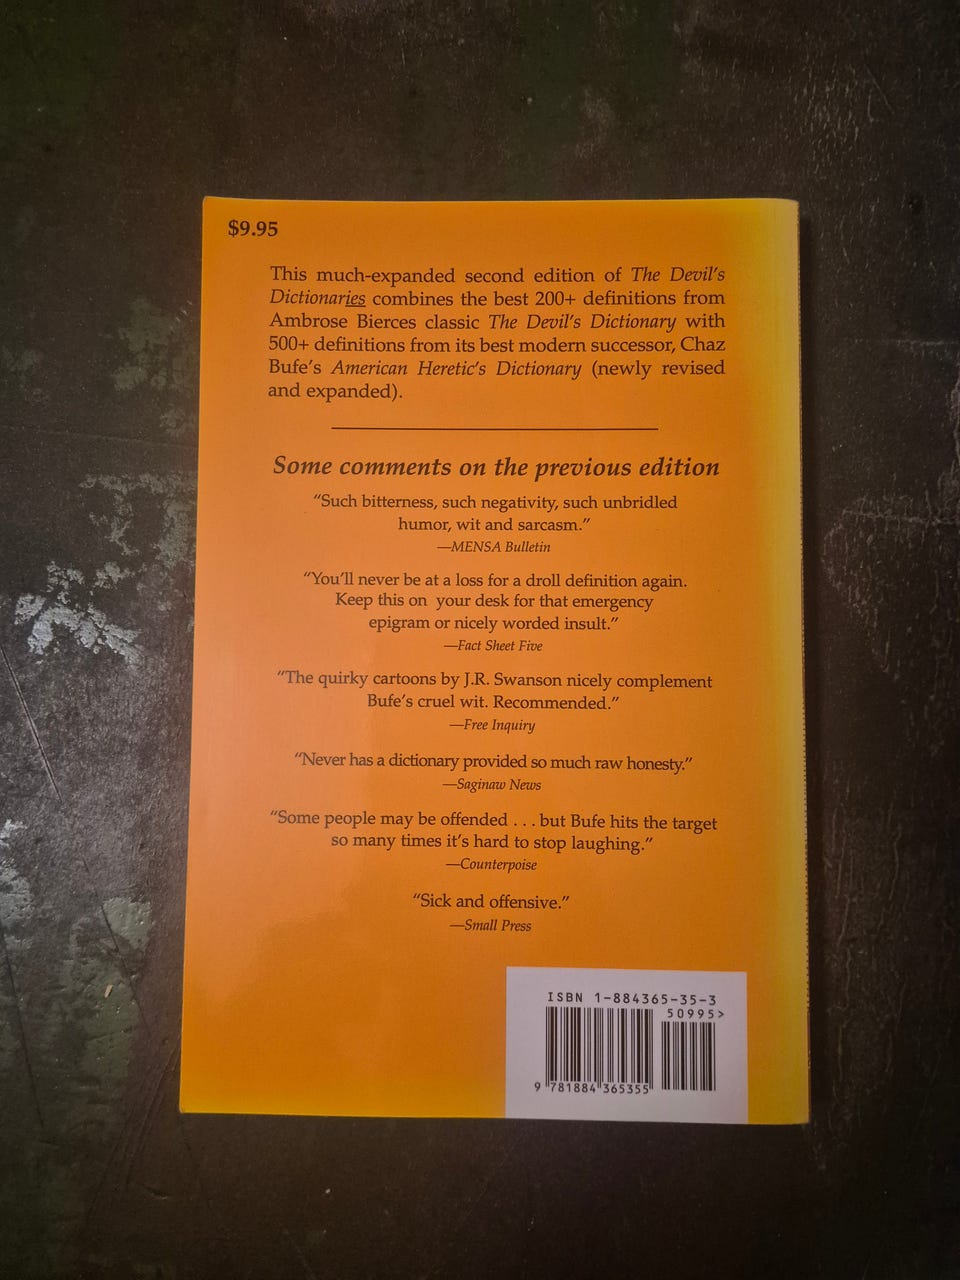 $9.95
This much-expanded second edition of The Devil's
Dictionaries combines the best 200+ definitions from
Ambrose Bierces classic The Devil's Dictionary with
500+ definitions from its best modern successor, Chaz
Bufe's American Heretic's Dictionary (newly revised
and expanded).
Some comments on the previous edition
“Such bitterness, such negativity, such unbridled
humor, wit and sarcasm.”
—MENSA Bulletin
“You'll never be at a loss for a droll definition again.
Keep this on your desk for that emergency
epigram or nicely worded insult.”
—Fact Sheet Five
“The quirky cartoons by J.R. Swanson nicely complement
Bufe's cruel wit. Recommended.”
—Free Inquiry
“Never has a dictionary provided so much raw honesty.”
—Saginaw News
“Some people may be offended . . . but Bufe hits the target
so many times it's hard to stop laughing.”
—Counterpoise
“Sick and offensive.”
—Small Press
ISBN 1-884365-35-3
50995>
9 781884 365355